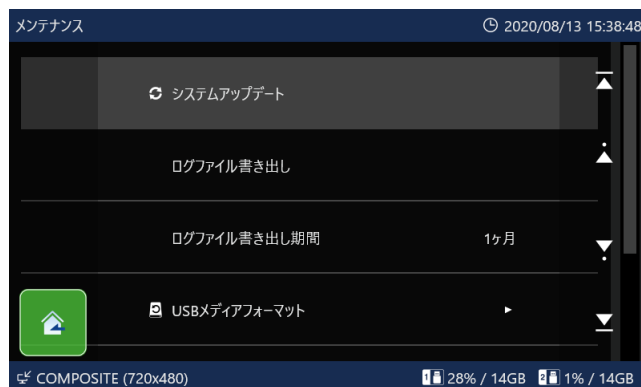 メンテナンス
2020/08/13 15:38:48
システムアップデート
ログファイル書き出し
ログファイル書き出し期間 1ヶ月
USBメディアフォーマット
COMPOSITE (720x480) 1 28% / 14GB 2 1% / 14GB